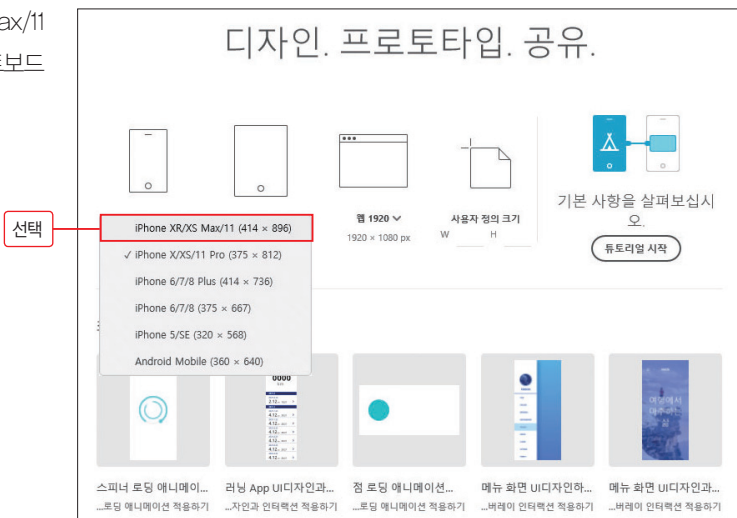 ax/11
보드
디자인. 프로토타입. 공유.
선택
iPhone XR/XS Max/11 (414 × 896)
✓ iPhone X/XS/11 Pro (375 × 812)
iPhone 6/7/8 Plus (414 × 736)
iPhone 6/7/8 (375 × 667)
iPhone 5/SE (320 × 568)
Android Mobile (360 × 640)
웹 1920
1920 × 1080 px
사용자 정의 크기
W H
기본 사항을 살펴보십시
오.
튜토리얼 시작
0000
여행에서
스피너 로딩 애니메이...
...로딩 애니메이션 적용하기
러닝 App UI디자인과...
...자인과 인터랙션 적용하기
점 로딩 애니메이션...
...로딩 애니메이션 적용하기
메뉴 화면 UI디자인하...
...버레이 인터랙션 적용하기
메뉴 화면 UI디자인과...
...버레이 인터랙션 적용하기